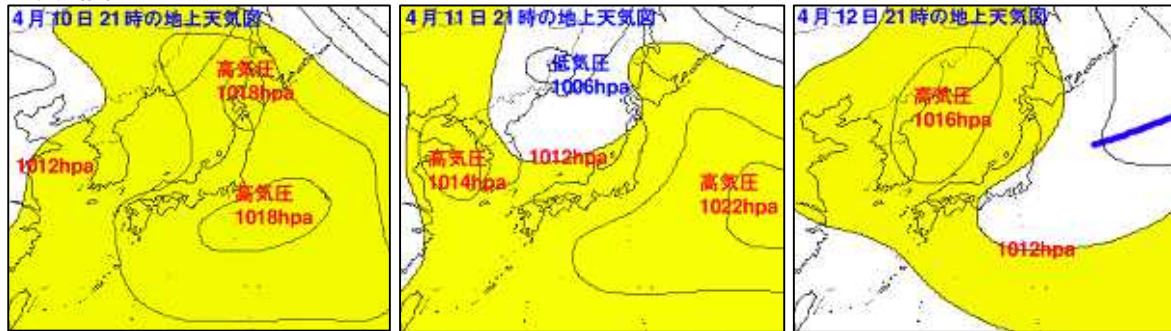 4月10日21時の地上天気図
高気圧
1018hpa
1012hpa
高気圧
1018hpa
4月11日21時の地上天気図
低気圧
1006hpa
1012hpa
高気圧
1014hpa
高気圧
1022hpa
4月12日21時の地上天気図
高気圧
1016hpa
1012hpa